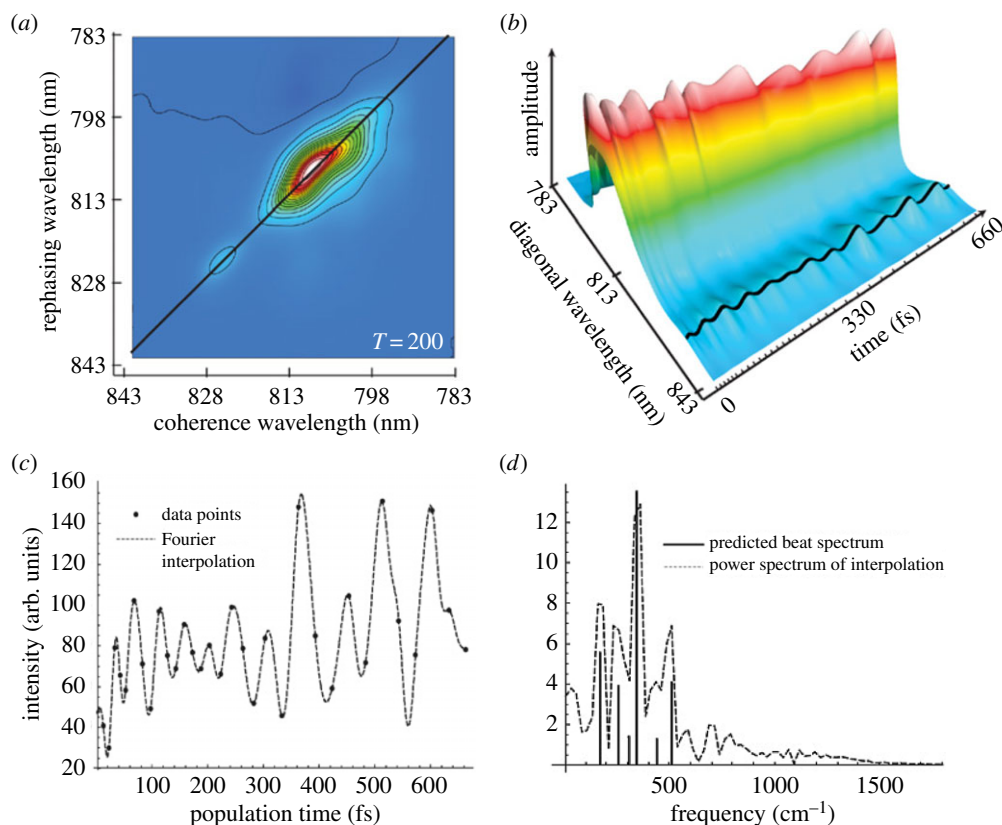 (a)
783
798
813
828
843
rephasing wavelength (nm)
T = 200
843 828 813 798 783
coherence wavelength (nm)
(b)
amplitude
783
813
843
diagonal wavelength (nm)
0
330
660
time (fs)
(c)
160
140
120
100
80
60
40
20
intensity (arb. units)
data points
Fourier
interpolation
100 200 300 400 500 600
population time (fs)
(d)
12
10
8
6
4
2
predicted beat spectrum
power spectrum of interpolation
500 1000 1500
frequency (cm⁻¹)